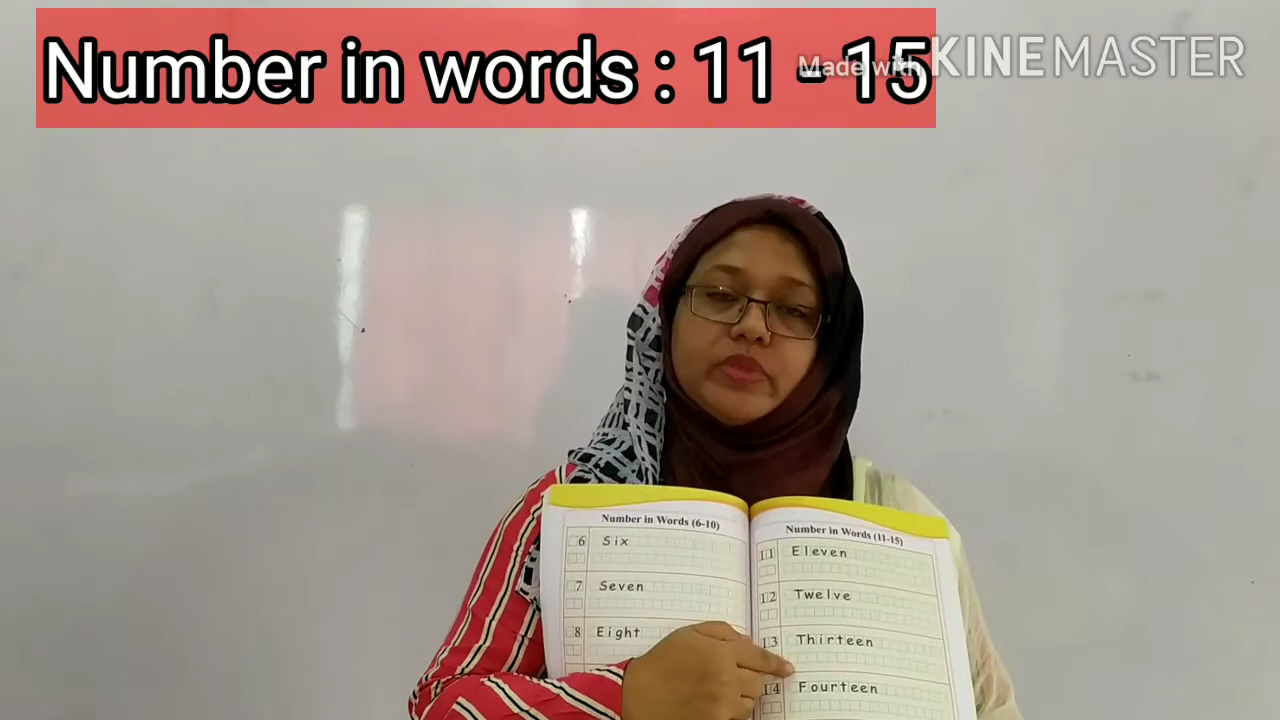 Number in words : 11 - 15
Made with KINEMASTER
Number in Words (6-10)
6 Six
7 Seven
8 Eight
Number in Words (11-15)
11 Eleven
12 Twelve
13 Thirteen
14 Fourteen